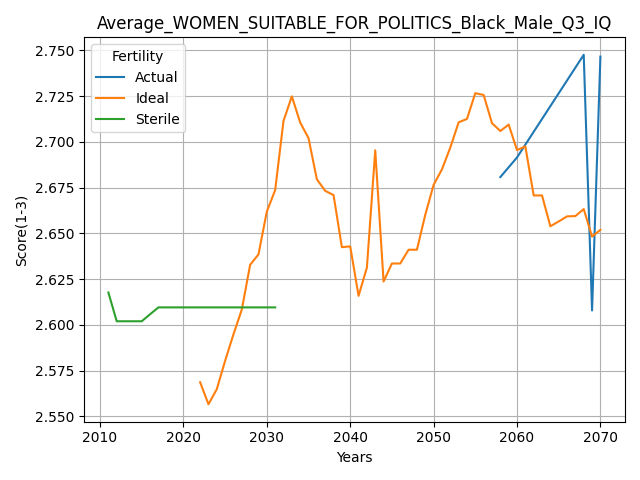 Average_WOMEN_SUITABLE_FOR_POLITICS_Black_Male_Q3_IQ
Fertility
Actual
Ideal
Sterile
Score(1-3)
2.750
2.725
2.700
2.675
2.650
2.625
2.600
2.575
2.550
2010 2020 2030 2040 2050 2060 2070
Years